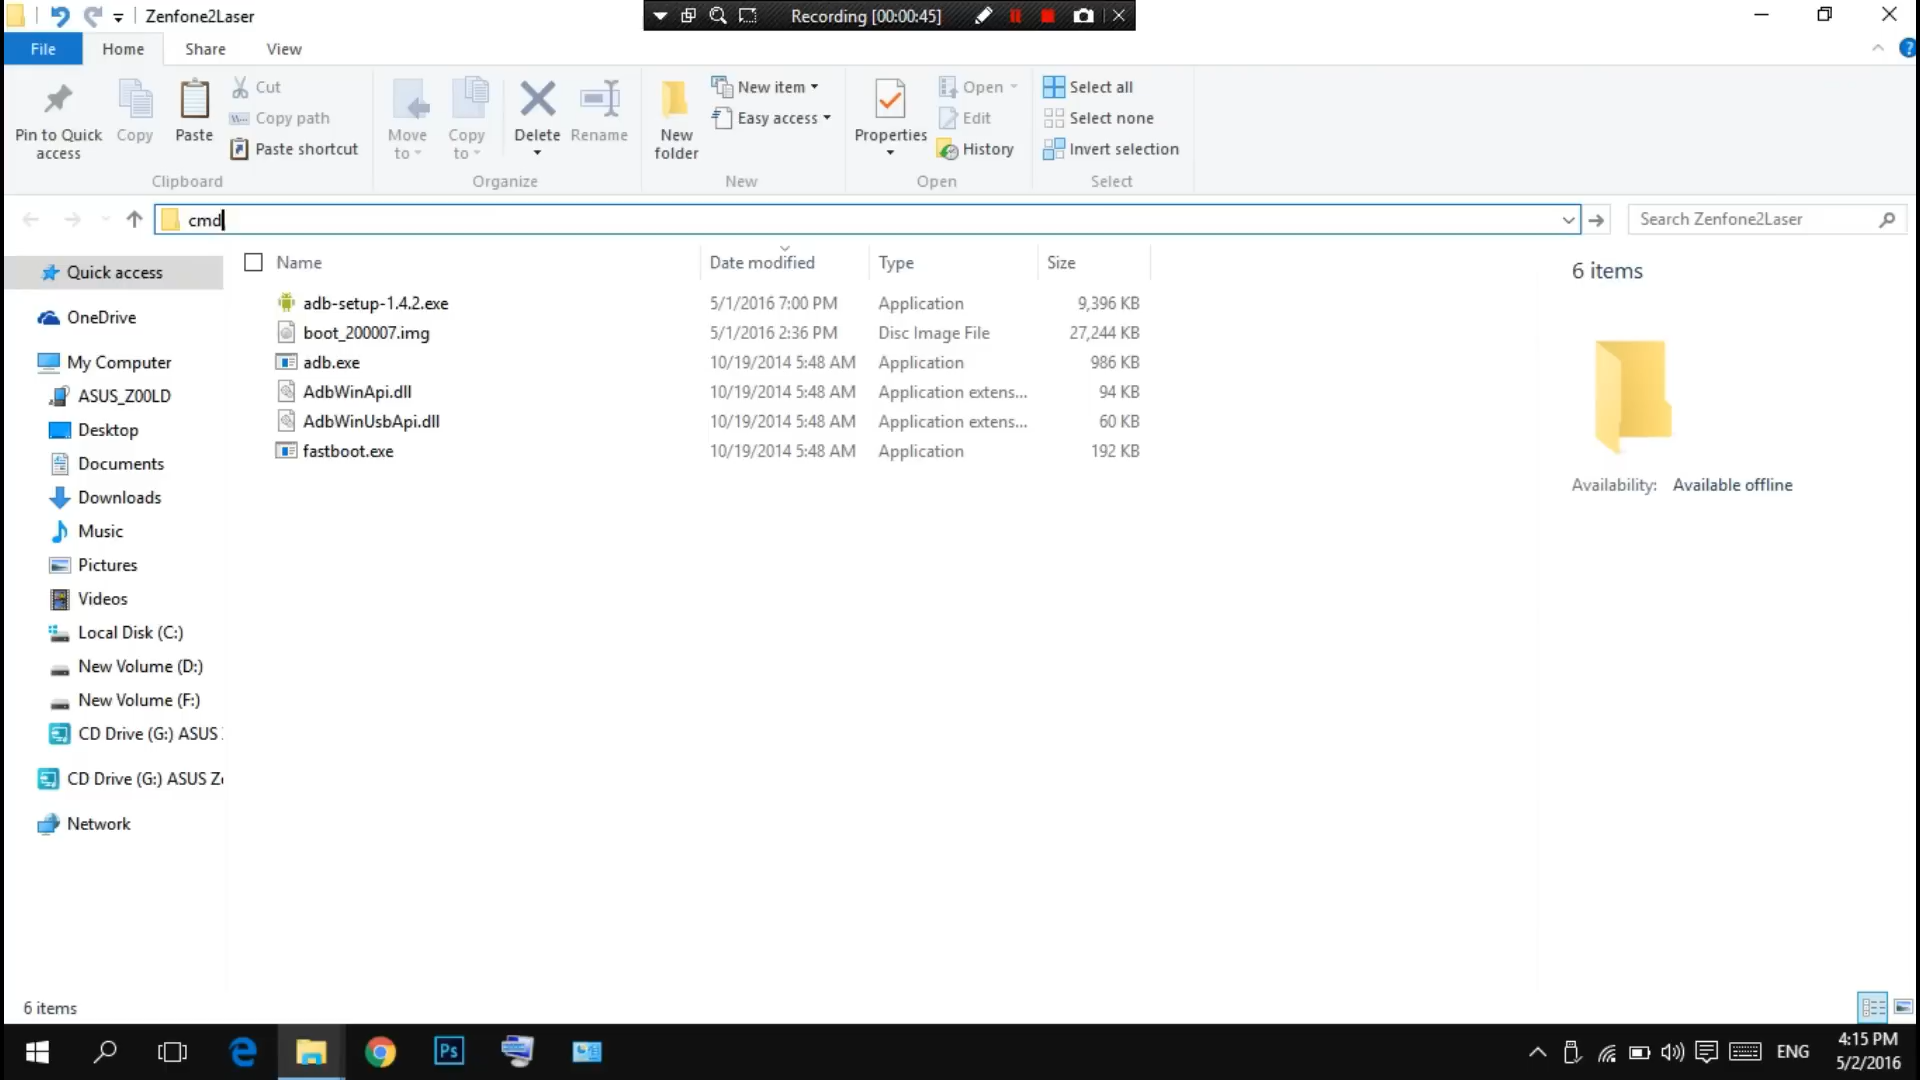 Zenfone2Laser
Recording [00:00:45]
File Home Share View
Pin to Quick access
Copy
Paste
Cut
Copy path
Paste shortcut
Clipboard
Move to
Copy to
Delete
Rename
Organize
New folder
New item
Easy access
New
Properties
Open
Edit
History
Open
Select all
Select none
Invert selection
Select
cmd
Search Zenfone2Laser
Quick access
OneDrive
My Computer
ASUS_Z00LD
Desktop
Documents
Downloads
Music
Pictures
Videos
Local Disk (C:)
New Volume (D:)
New Volume (F:)
CD Drive (G:) ASUS
CD Drive (G:) ASUS Z
Network
Name Date modified Type Size
adb-setup-1.4.2.exe 5/1/2016 7:00 PM Application 9,396 KB
boot_200007.img 5/1/2016 2:36 PM Disc Image File 27,244 KB
adb.exe 10/19/2014 5:48 AM Application 986 KB
AdbWinApi.dll 10/19/2014 5:48 AM Application extens... 94 KB
AdbWinUsbApi.dll 10/19/2014 5:48 AM Application extens... 60 KB
fastboot.exe 10/19/2014 5:48 AM Application 192 KB
6 items
Availability: Available offline
6 items
Ps
ENG
4:15 PM
5/2/2016